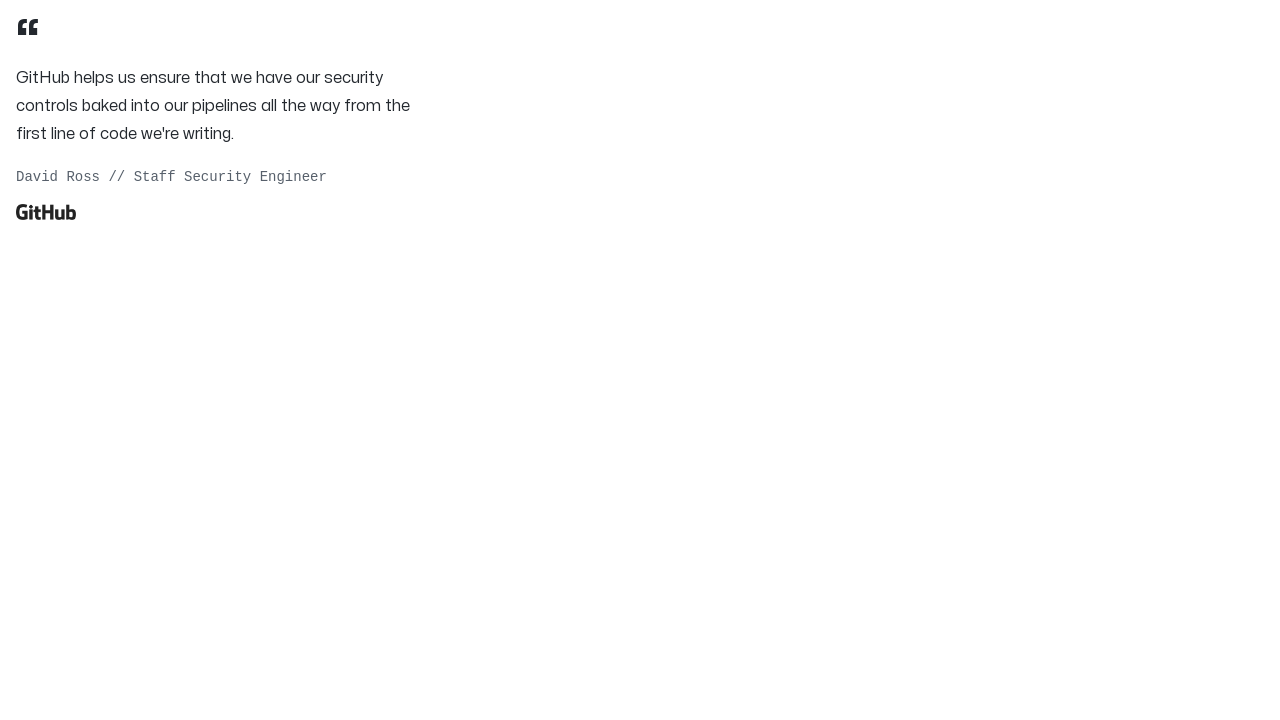 “
GitHub helps us ensure that we have our security
controls baked into our pipelines all the way from the
first line of code we're writing.
David Ross // Staff Security Engineer
GitHub